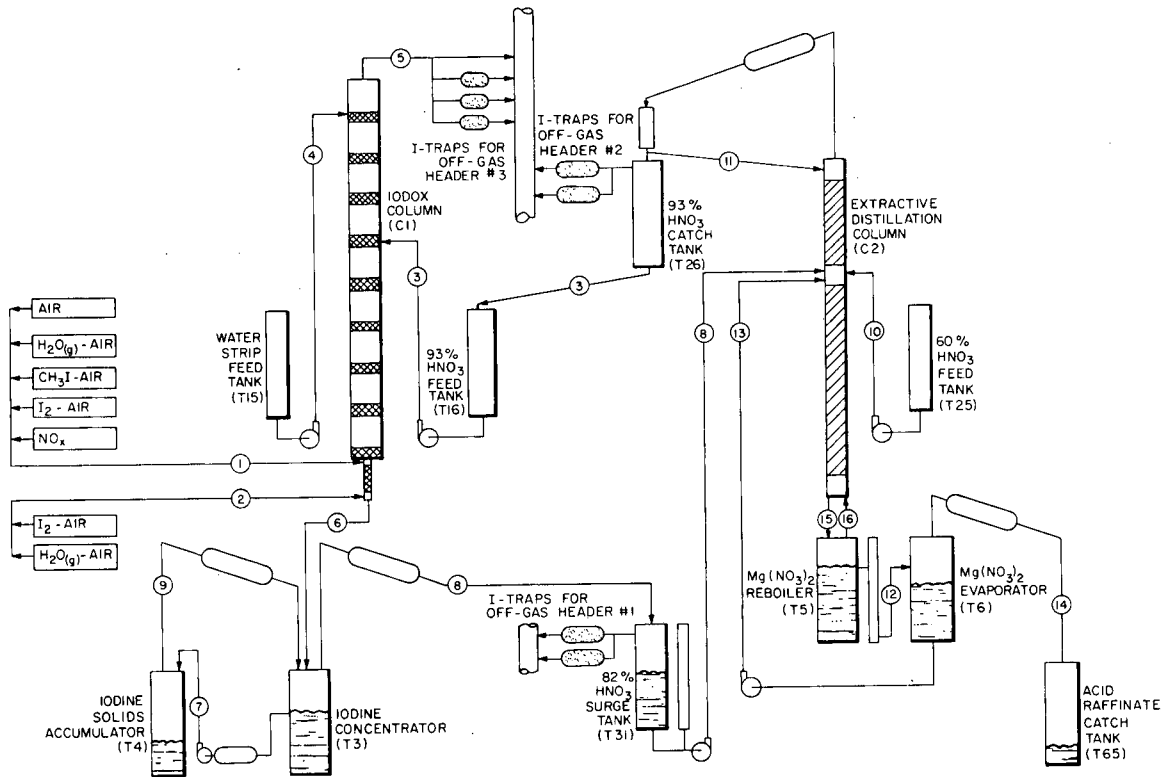 5
I-TRAPS FOR
OFF-GAS
HEADER #2
11
4
I-TRAPS FOR
OFF-GAS
HEADER #3
IODOX
COLUMN
(C1)
93%
HNO3
CATCH
TANK
(T26)
EXTRACTIVE
DISTILLATION
COLUMN
(C2)
3
3
8
13
10
AIR
H2O(g)-AIR
CH3I-AIR
I2-AIR
NOx
WATER
STRIP
FEED
TANK
(T15)
93%
HNO3
FEED
TANK
(T16)
60%
HNO3
FEED
TANK
(T25)
1
2
I2-AIR
H2O(g)-AIR
6
15
16
9
8
Mg(NO3)2
REBOILER
(T5)
12
Mg(NO3)2
EVAPORATOR
(T6)
14
I-TRAPS FOR
OFF-GAS HEADER #1
IODINE
SOLIDS
ACCUMULATOR
(T4)
7
IODINE
CONCENTRATOR
(T3)
82%
HNO3
SURGE
TANK
(T31)
ACID
RAFFINATE
CATCH
TANK
(T65)